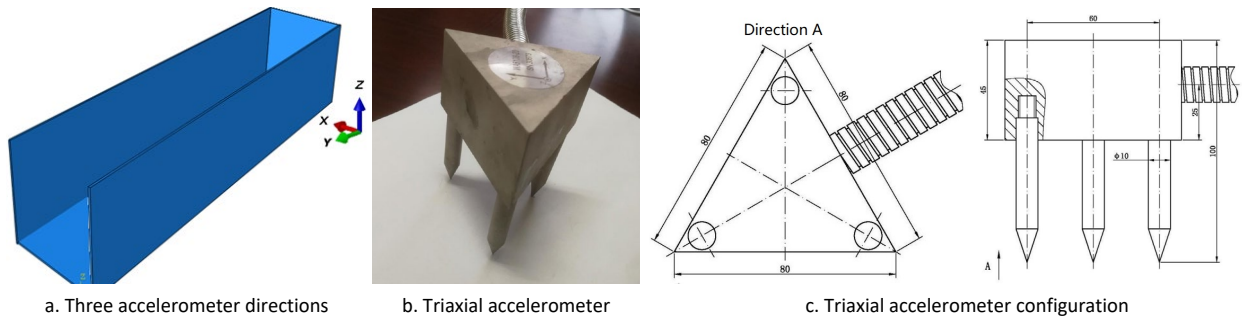 Z
X
Y
Direction A
80
80
80
60
45
25
100
ϕ10
A
a. Three accelerometer directions
b. Triaxial accelerometer
c. Triaxial accelerometer configuration